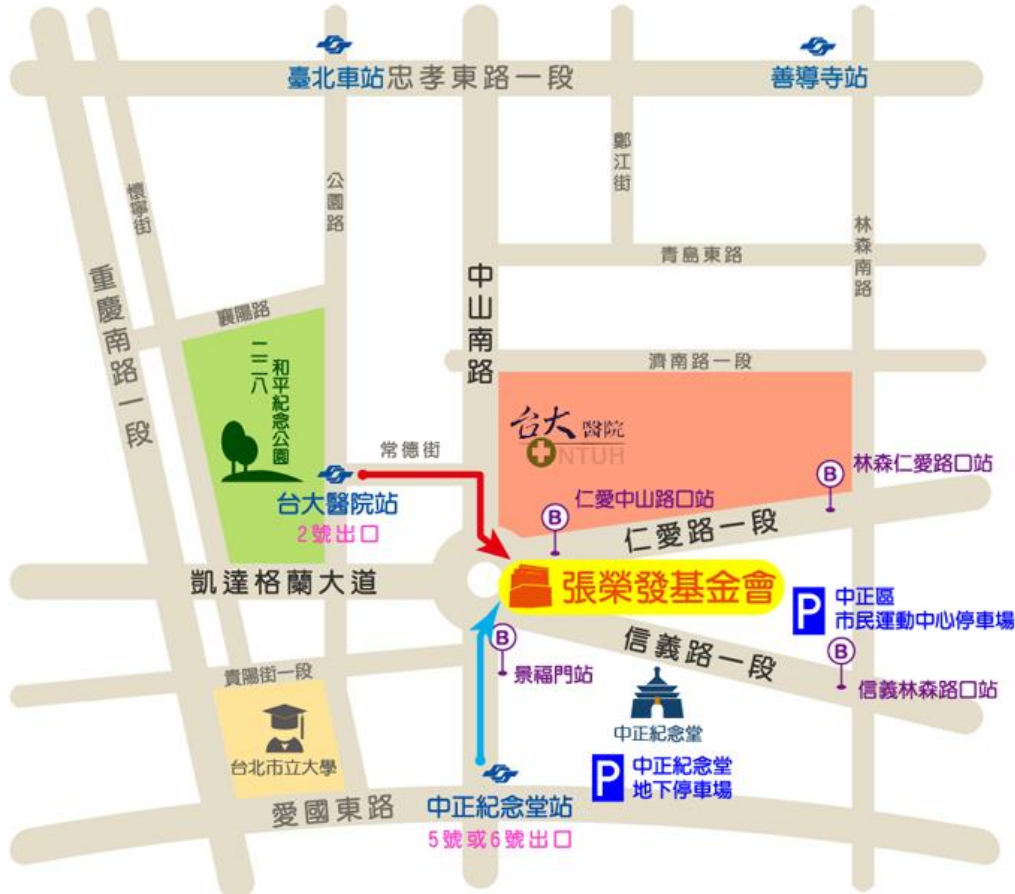 臺北車站
忠孝東路一段
善導寺站
懷寧街
公園路
鄭江街
林森南路
青島東路
重慶南路一段
中山南路
襄陽路
濟南路一段
二二八
和平紀念公園
台大醫院
NTUH
常德街
林森仁愛路口站
B
台大醫院站
2號出口
仁愛中山路口站
B
仁愛路一段
凱達格蘭大道
張榮發基金會
P
中正區
市民運動中心停車場
B
景福門站
信義路一段
B
信義林森路口站
貴陽街一段
中正紀念堂
台北市立大學
P
中正紀念堂
地下停車場
愛國東路
中正紀念堂站
5號或6號出口